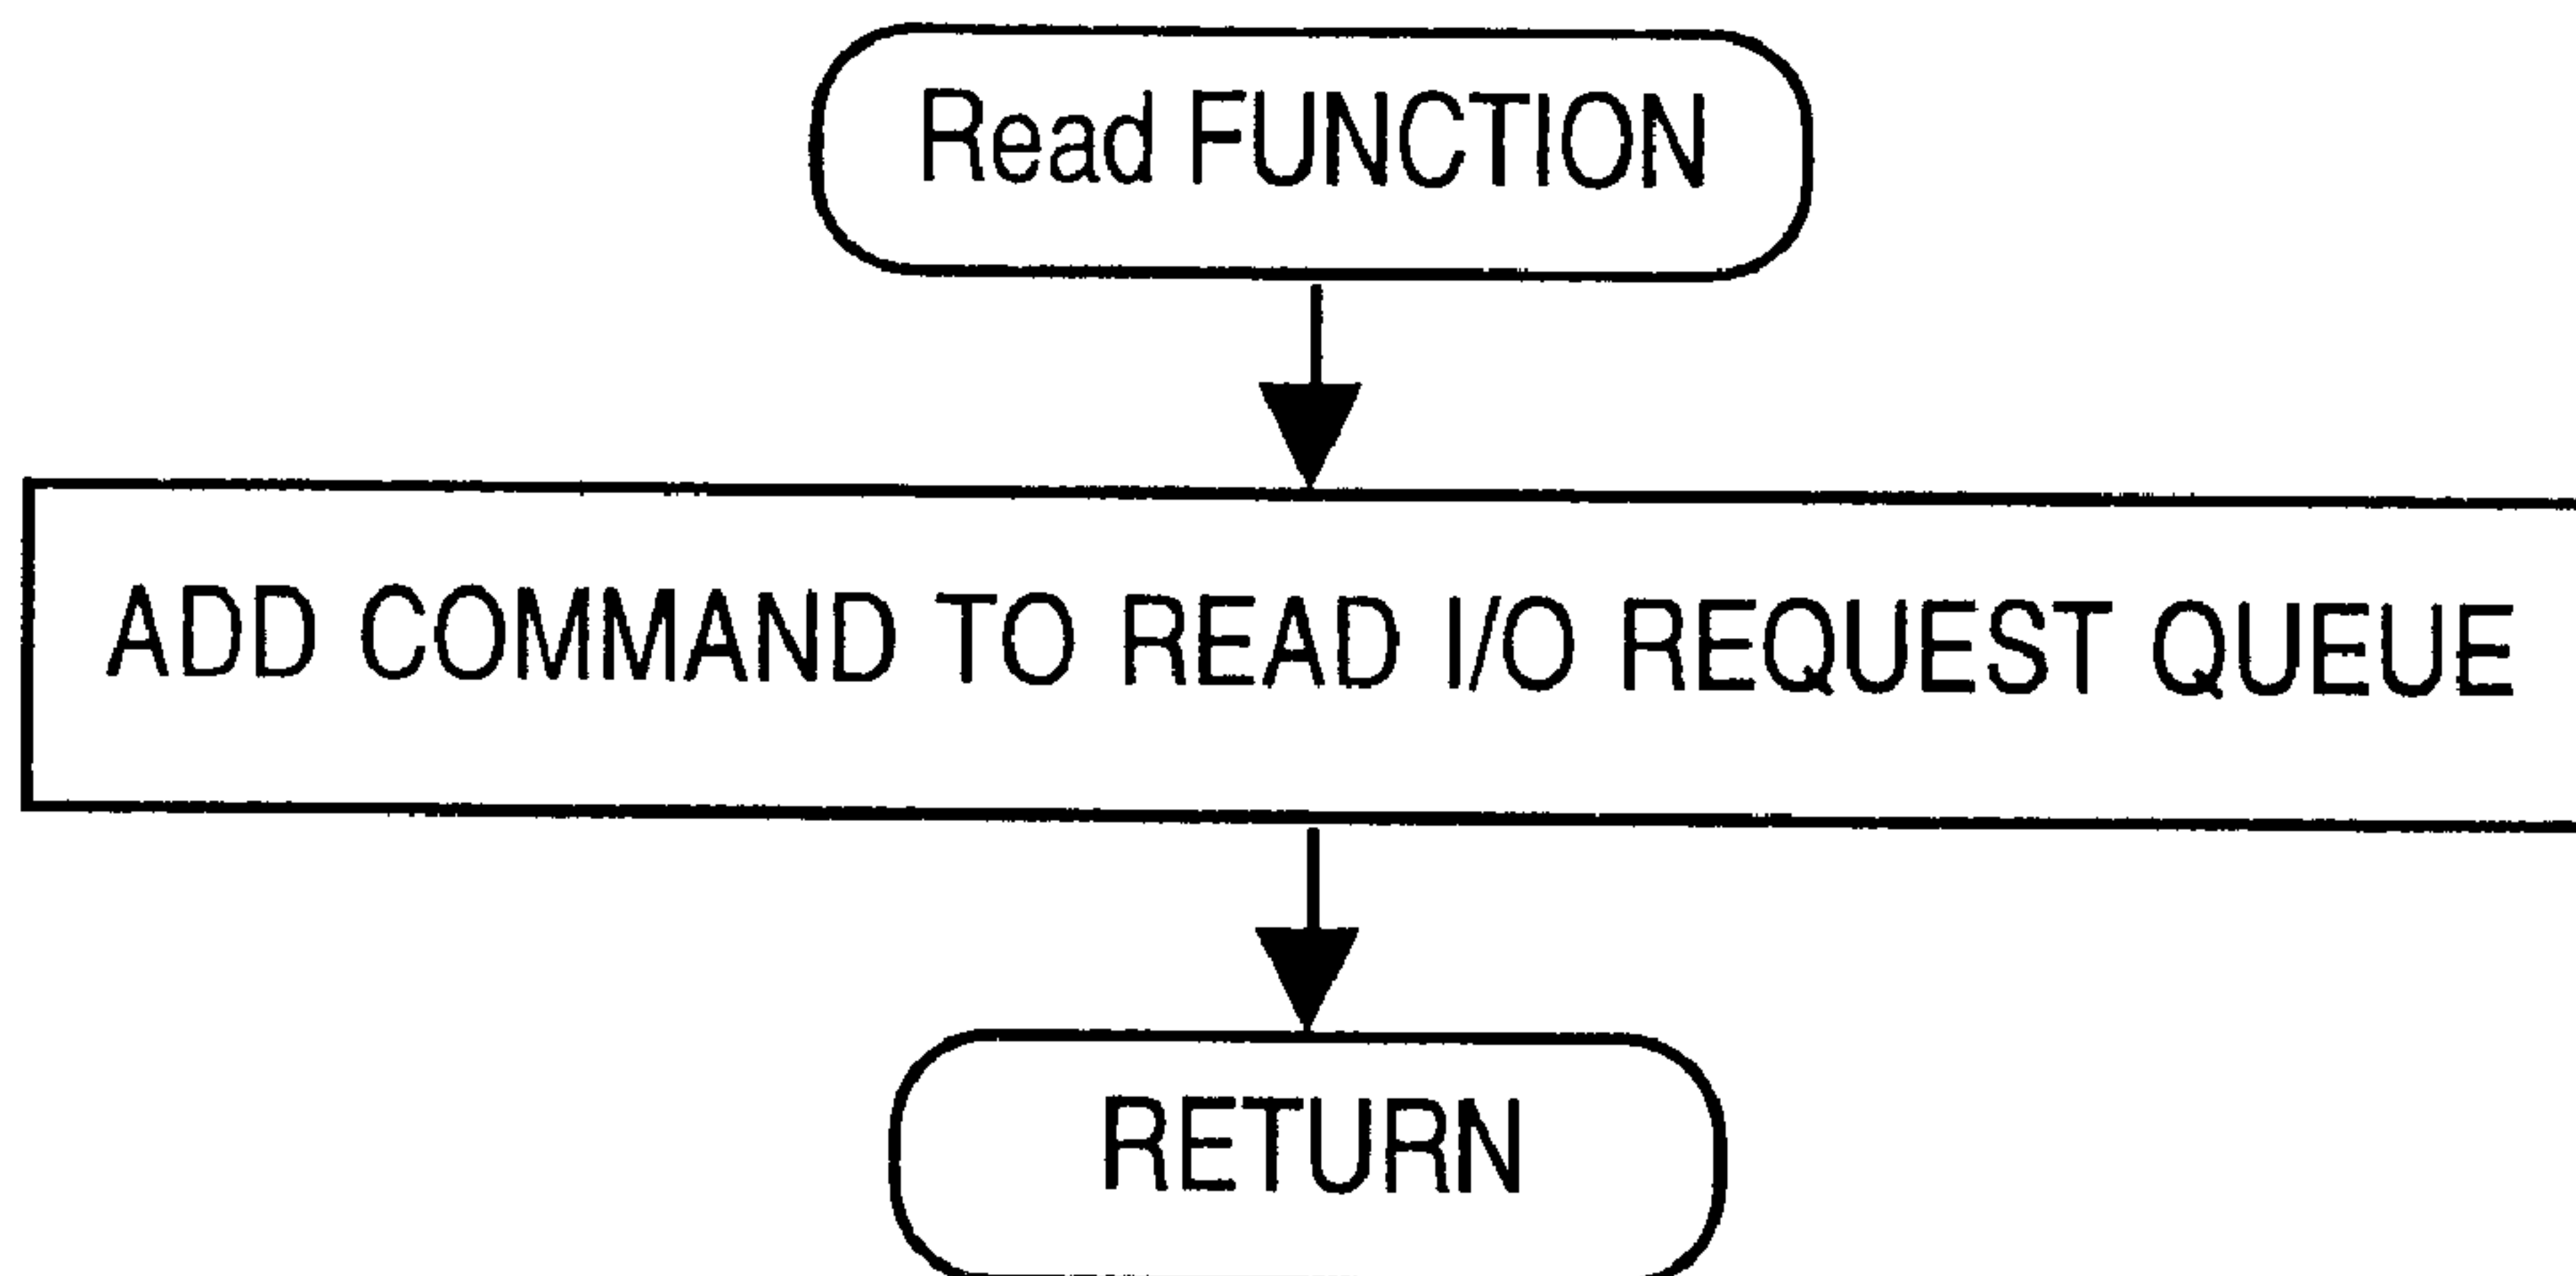 Read FUNCTION
ADD COMMAND TO READ I/O REQUEST QUEUE
RETURN